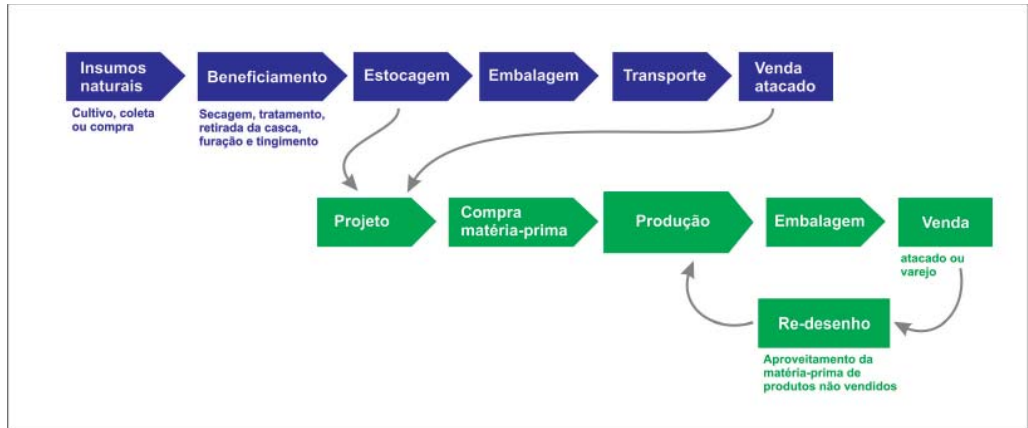 Insumos
naturais
Beneficiamento
Estocagem
Embalagem
Transporte
Venda
atacado
Cultivo, coleta
ou compra
Secagem, tratamento,
retirada da casca,
furação e tingimento
Projeto
Compra
matéria-prima
Produção
Embalagem
Venda
atacado ou
varejo
Re-desenho
Aproveitamento da
matéria-prima de
produtos não vendidos